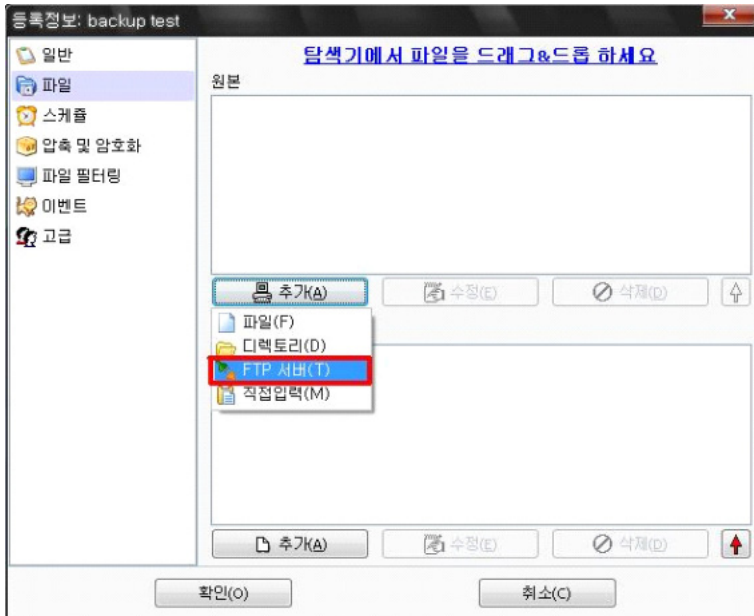 등록정보: backup test
x
일반
파일
스케쥴
압축 및 암호화
파일 필터링
이벤트
고급
탐색기에서 파일을 드래그&드롭 하세요
원본
추가(A)
수정(E)
삭제(D)
파일(F)
디렉토리(D)
FTP 서버(T)
직접입력(M)
추가(A)
수정(E)
삭제(D)
확인(O)
취소(C)